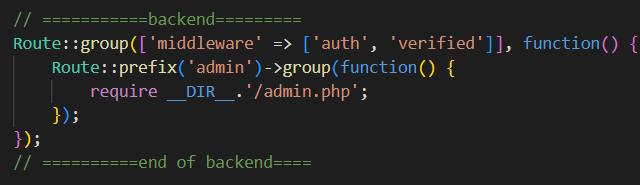 // ===========backend=========
Route::group(['middleware' => ['auth', 'verified']], function() {
    Route::prefix('admin')->group(function() {
        require __DIR__.'/admin.php';
    });
});
// ==========end of backend====